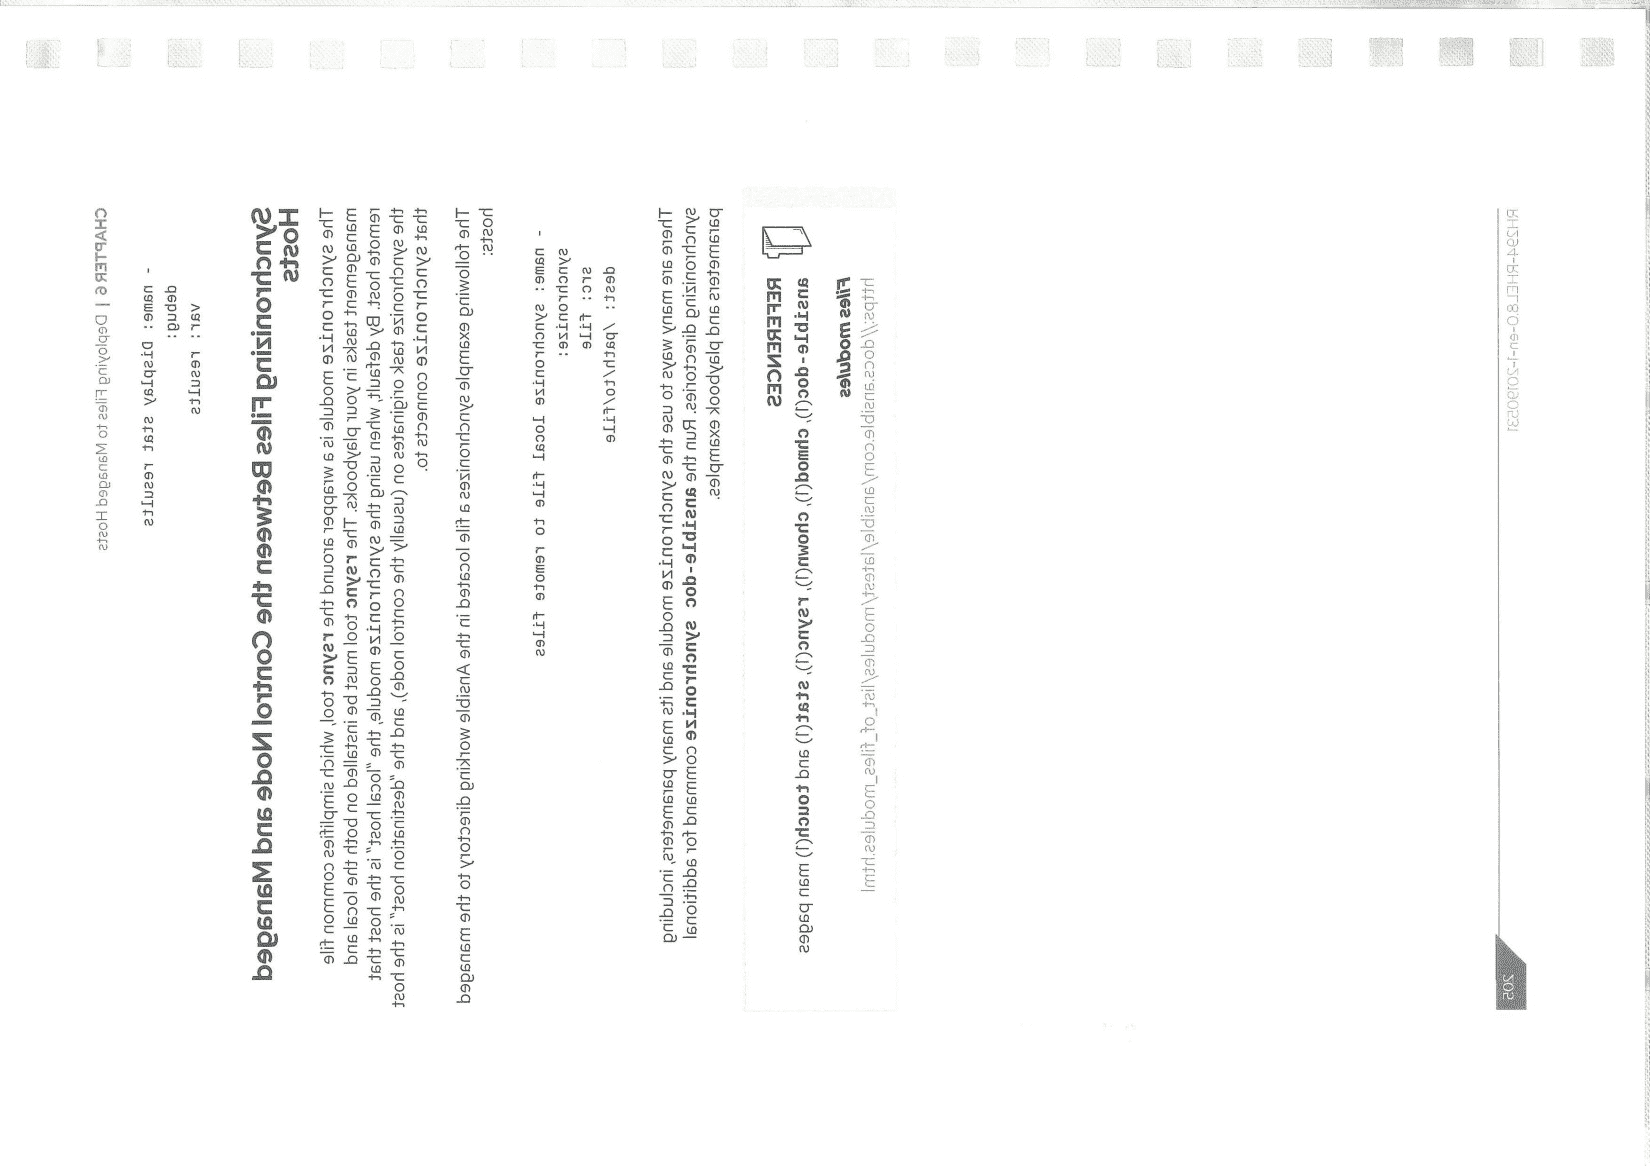 CHAPTER 6 | Deploying Files to Managed Hosts
- name: Display stat results
debug:
var: results
Synchronizing Files Between the Control Node and Managed
Hosts
The synchronize module is a wrapper around the rsync tool, which simplifies common file
management tasks in your playbooks. The rsync tool must be installed on both the local and
remote host. By default, when using the synchronize module, the "local host" is the host that
the synchronize task originates on (usually the control node), and the "destination host" is the host
that synchronize connects to.
The following example synchronizes a file located in the Ansible working directory to the managed
hosts:
- name: synchronize local file to remote files
synchronize:
src: file
dest: /path/to/file
There are many ways to use the synchronize module and its many parameters, including
synchronizing directories. Run the ansible-doc synchronize command for additional
parameters and playbook examples.
REFERENCES
ansible-doc(1), chmod(1), chown(1), rsync(1), stat(1) and touch(1) man pages
Files modules
https://docs.ansible.com/ansible/latest/modules/list_of_files_modules.html
RH294-RHEL8.0-en-1-20190531
205